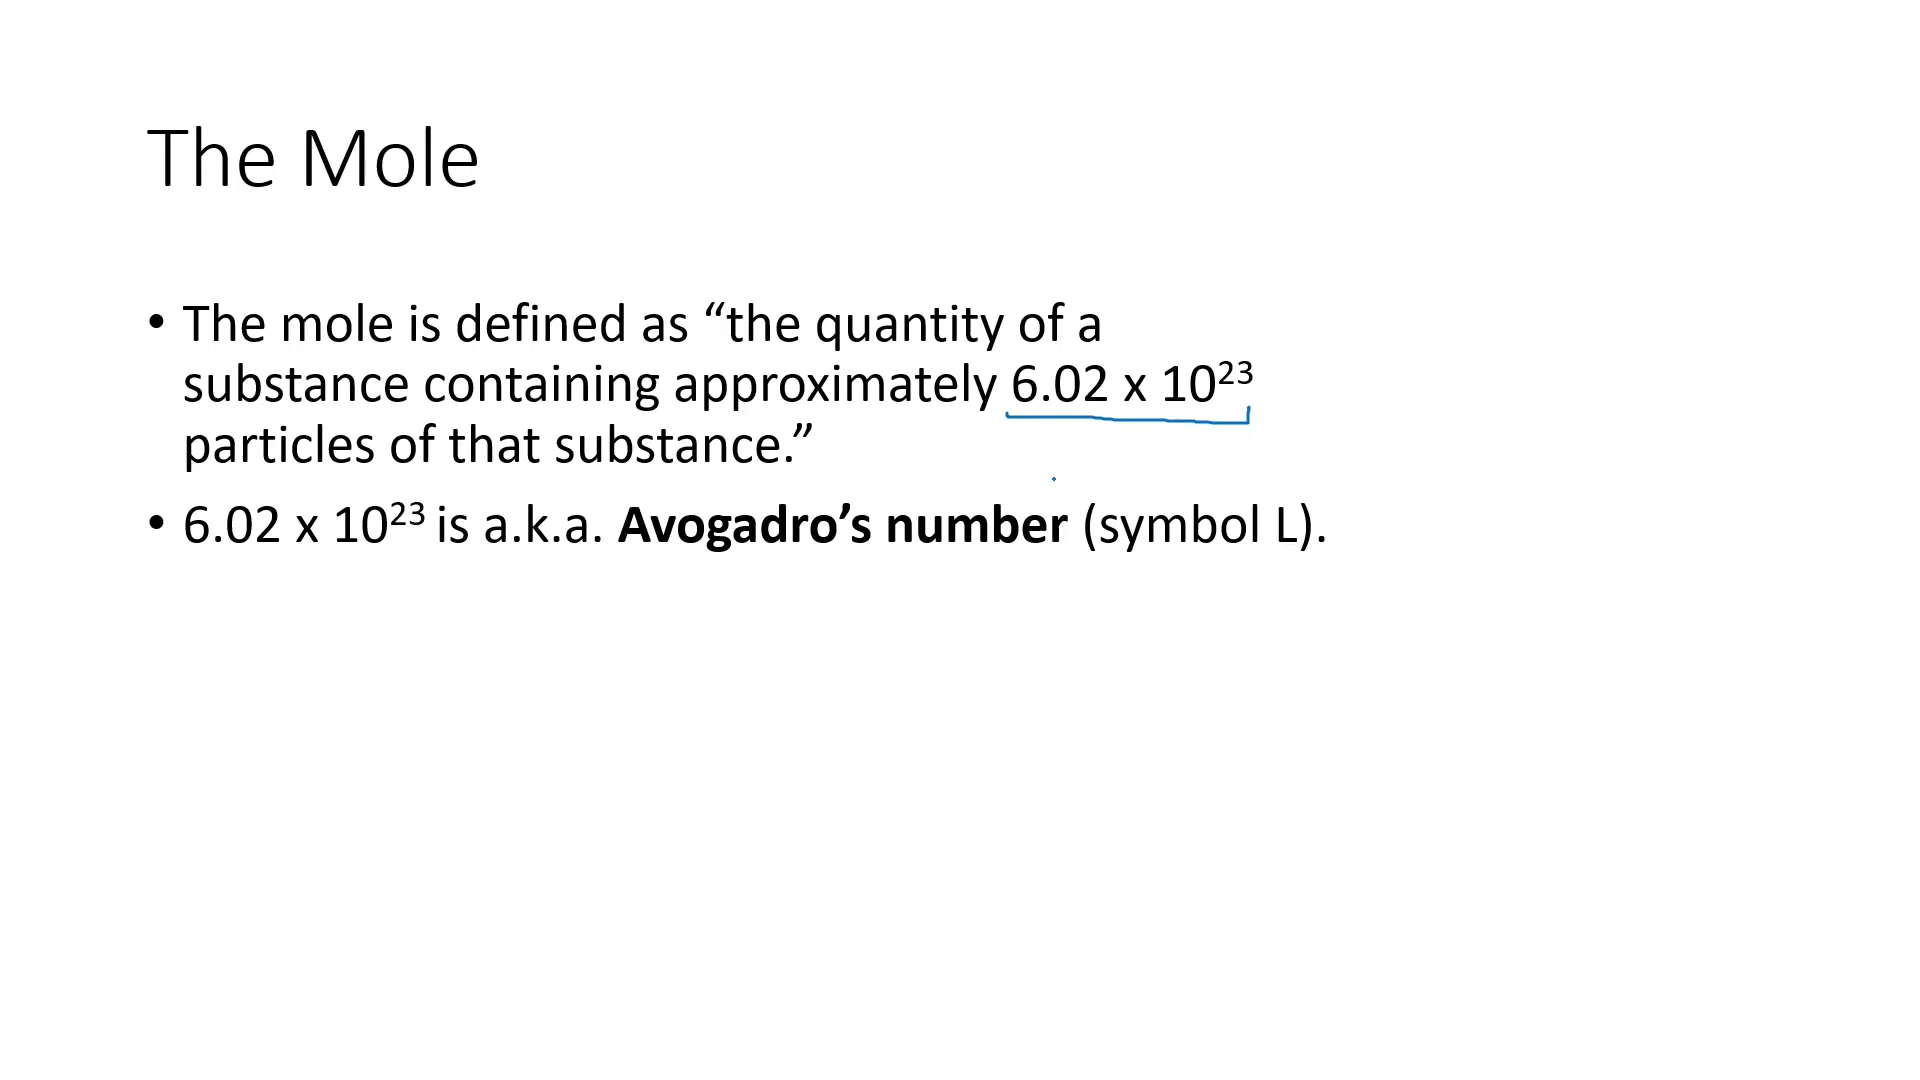 The Mole
• The mole is defined as “the quantity of a
substance containing approximately 6.02 x 10²³
particles of that substance.”
• 6.02 x 10²³ is a.k.a. Avogadro’s number (symbol L).